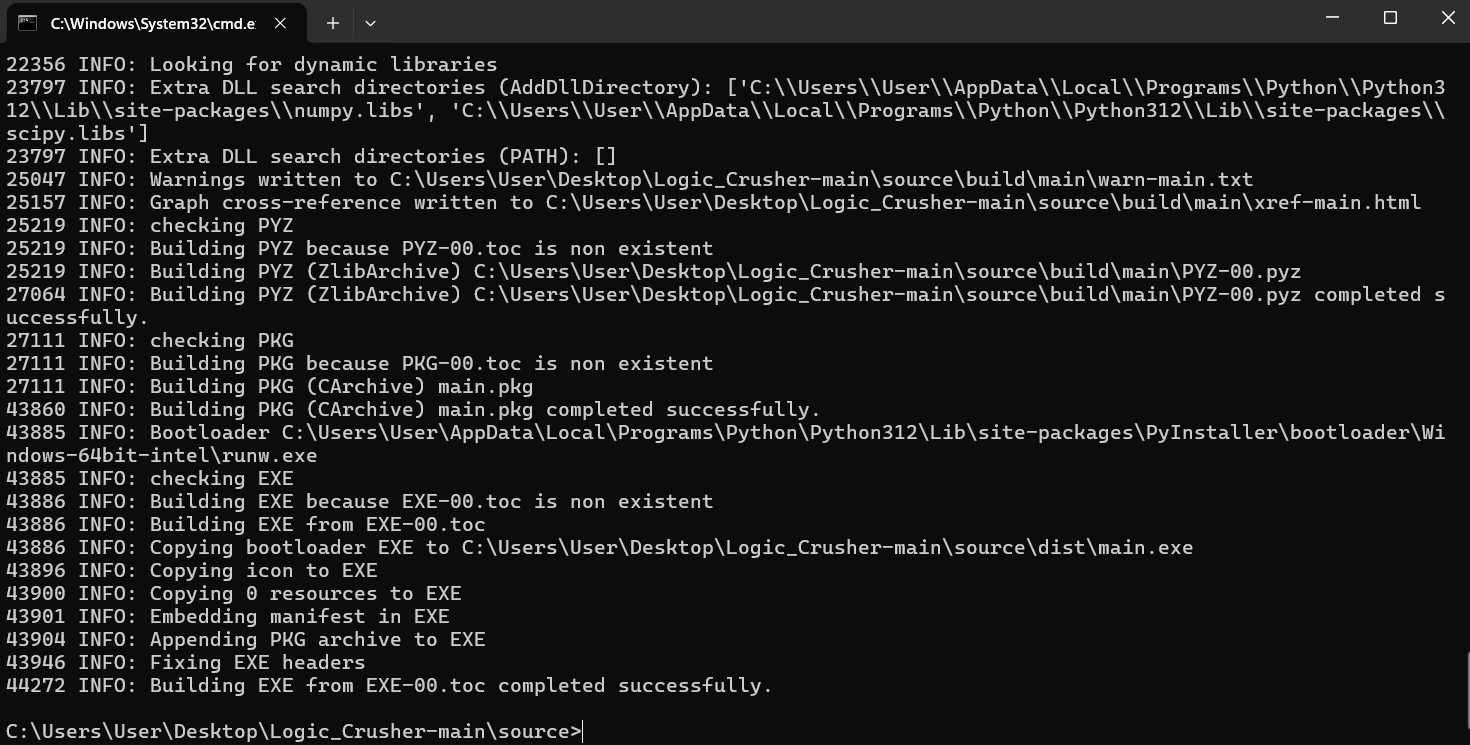 C:\Windows\System32\cmd.e
22356 INFO: Looking for dynamic libraries
23797 INFO: Extra DLL search directories (AddDllDirectory): ['C:\\Users\\User\\AppData\\Local\\Programs\\Python\\Python3
12\\Lib\\site-packages\\numpy.libs', 'C:\\Users\\User\\AppData\\Local\\Programs\\Python\\Python312\\Lib\\site-packages\\
scipy.libs']
23797 INFO: Extra DLL search directories (PATH): []
25047 INFO: Warnings written to C:\Users\User\Desktop\Logic_Crusher-main\source\build\main\warn-main.txt
25157 INFO: Graph cross-reference written to C:\Users\User\Desktop\Logic_Crusher-main\source\build\main\xref-main.html
25219 INFO: checking PYZ
25219 INFO: Building PYZ because PYZ-00.toc is non existent
25219 INFO: Building PYZ (ZlibArchive) C:\Users\User\Desktop\Logic_Crusher-main\source\build\main\PYZ-00.pyz
27064 INFO: Building PYZ (ZlibArchive) C:\Users\User\Desktop\Logic_Crusher-main\source\build\main\PYZ-00.pyz completed s
uccessfully.
27111 INFO: checking PKG
27111 INFO: Building PKG because PKG-00.toc is non existent
27111 INFO: Building PKG (CArchive) main.pkg
43860 INFO: Building PKG (CArchive) main.pkg completed successfully.
43885 INFO: Bootloader C:\Users\User\AppData\Local\Programs\Python\Python312\Lib\site-packages\PyInstaller\bootloader\Wi
ndows-64bit-intel\runw.exe
43885 INFO: checking EXE
43886 INFO: Building EXE because EXE-00.toc is non existent
43886 INFO: Building EXE from EXE-00.toc
43886 INFO: Copying bootloader EXE to C:\Users\User\Desktop\Logic_Crusher-main\source\dist\main.exe
43896 INFO: Copying icon to EXE
43900 INFO: Copying 0 resources to EXE
43901 INFO: Embedding manifest in EXE
43904 INFO: Appending PKG archive to EXE
43946 INFO: Fixing EXE headers
44272 INFO: Building EXE from EXE-00.toc completed successfully.
C:\Users\User\Desktop\Logic_Crusher-main\source>